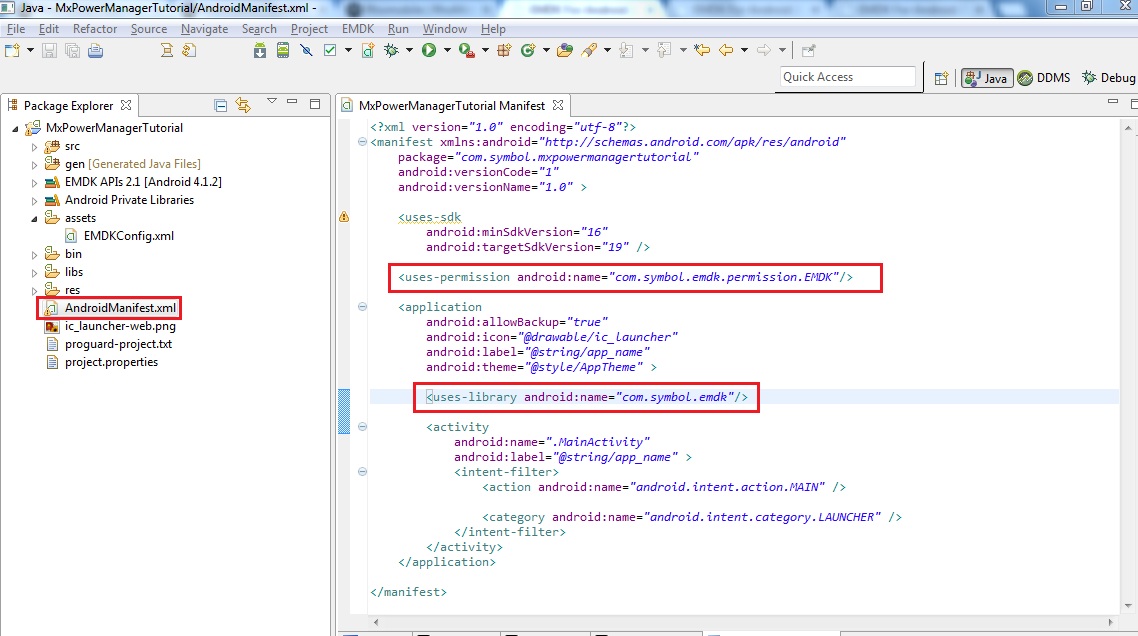 Java - MxPowerManagerTutorial/AndroidManifest.xml -
File Edit Refactor Source Navigate Search Project EMDK Run Window Help
Quick Access
Java DDMS Debug
Package Explorer
MxPowerManagerTutorial
src
gen [Generated Java Files]
EMDK APIs 2.1 [Android 4.1.2]
Android Private Libraries
assets
EMDKConfig.xml
bin
libs
res
AndroidManifest.xml
ic_launcher-web.png
proguard-project.txt
project.properties
MxPowerManagerTutorial Manifest
<?xml version="1.0" encoding="utf-8"?>
<manifest xmlns:android="http://schemas.android.com/apk/res/android"
package="com.symbol.mxpowermanagertutorial"
android:versionCode="1"
android:versionName="1.0" >
<uses-sdk
android:minSdkVersion="16"
android:targetSdkVersion="19" />
<uses-permission android:name="com.symbol.emdk.permission.EMDK"/>
<application
android:allowBackup="true"
android:icon="@drawable/ic_launcher"
android:label="@string/app_name"
android:theme="@style/AppTheme" >
<uses-library android:name="com.symbol.emdk"/>
<activity
android:name=".MainActivity"
android:label="@string/app_name" >
<intent-filter>
<action android:name="android.intent.action.MAIN" />
<category android:name="android.intent.category.LAUNCHER" />
</intent-filter>
</activity>
</application>
</manifest>